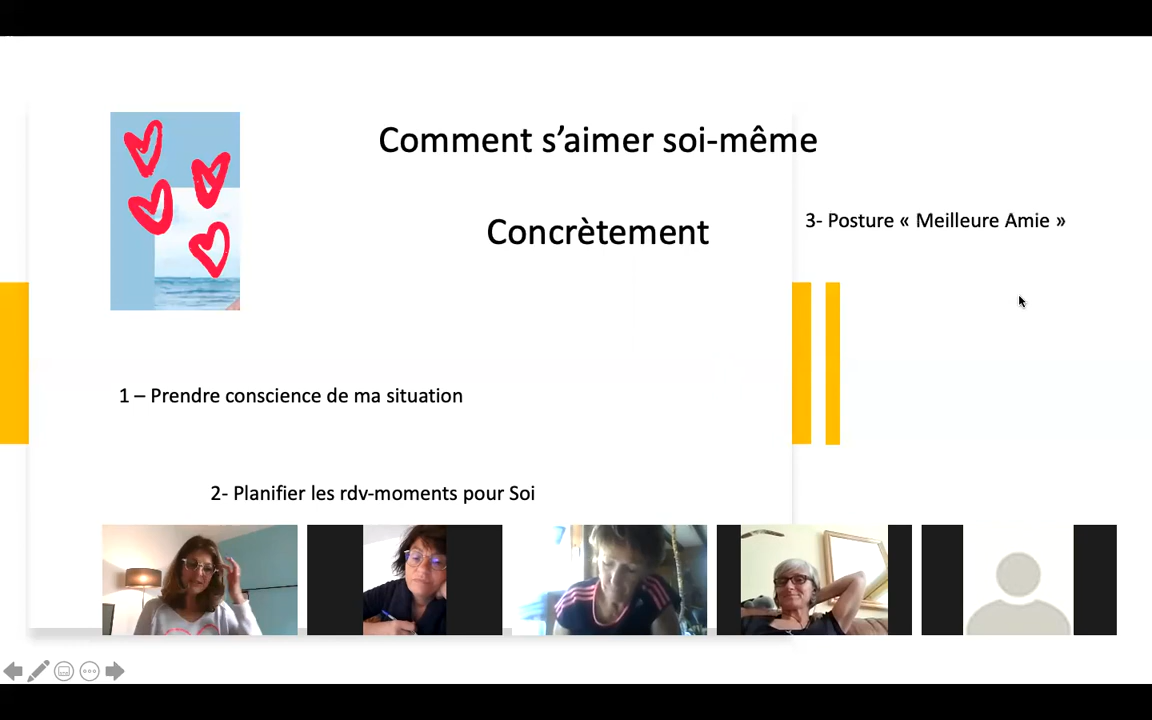 Comment s’aimer soi-même
Concrètement
3- Posture « Meilleure Amie »
1 – Prendre conscience de ma situation
2- Planifier les rdv-moments pour Soi